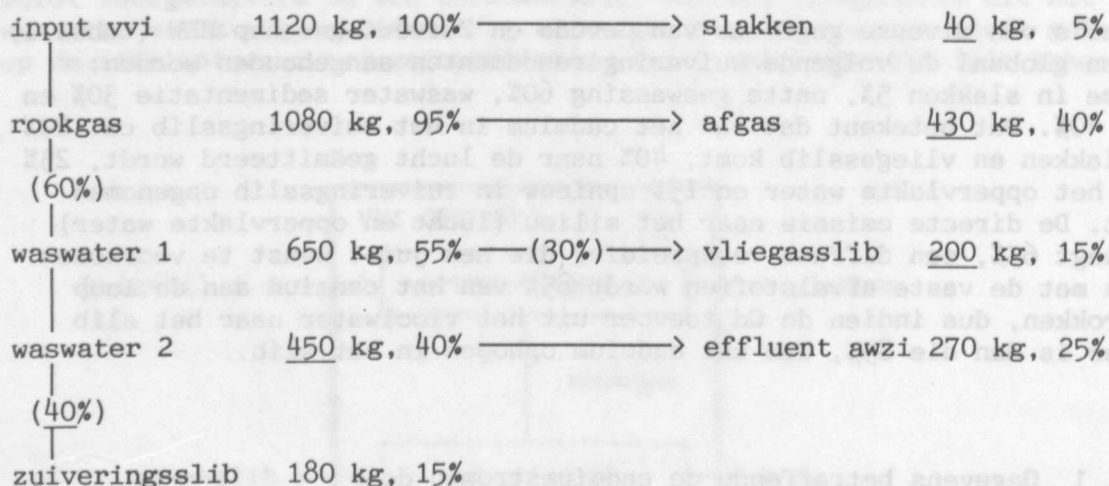 input vvi 1120 kg, 100% → slakken 40 kg, 5%
rookgas 1080 kg, 95% → afgas 430 kg, 40%
(60%)
waswater 1 650 kg, 55% (30%) → vliegasslib 200 kg, 15%
waswater 2 450 kg, 40% → effluent awzi 270 kg, 25%
(40%)
zuiveringsslib 180 kg, 15%